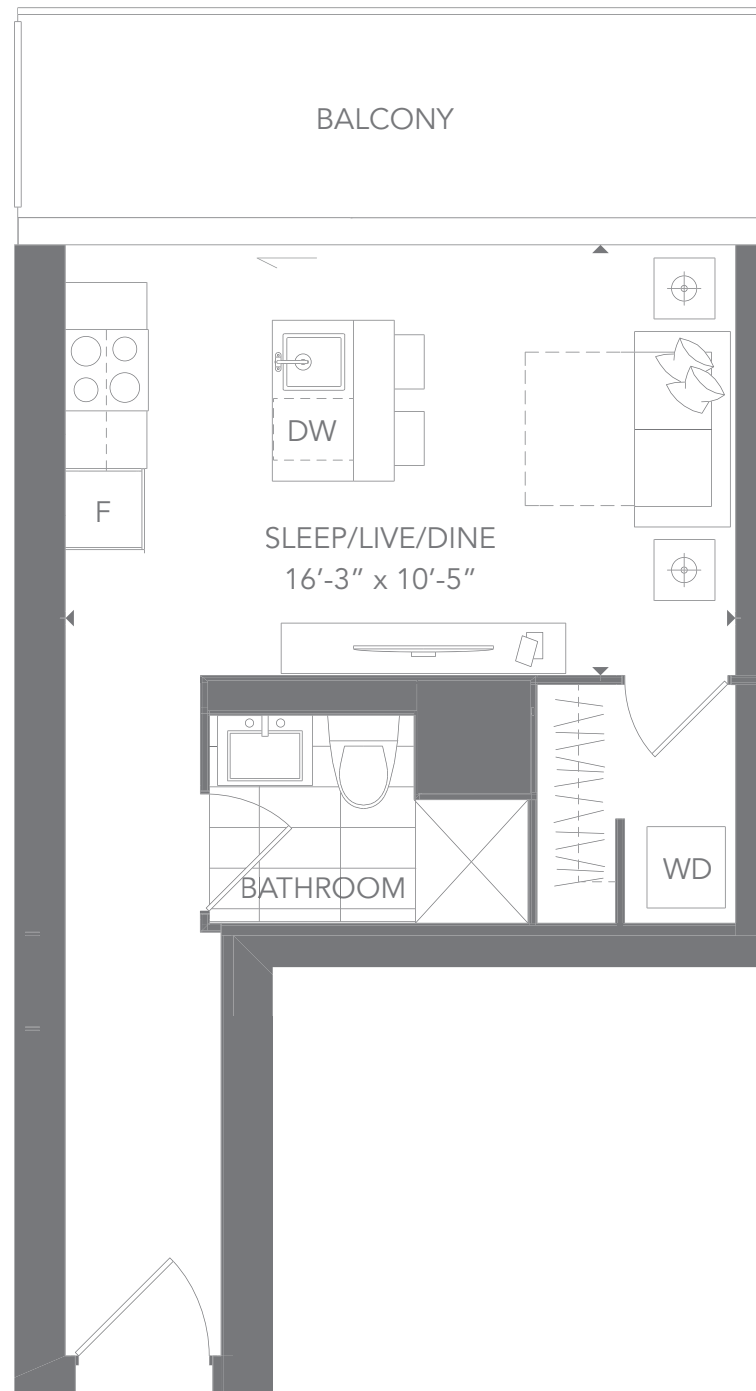 BALCONY
DW
F
SLEEP/LIVE/DINE
16’-3” x 10’-5”
WD
BATHROOM